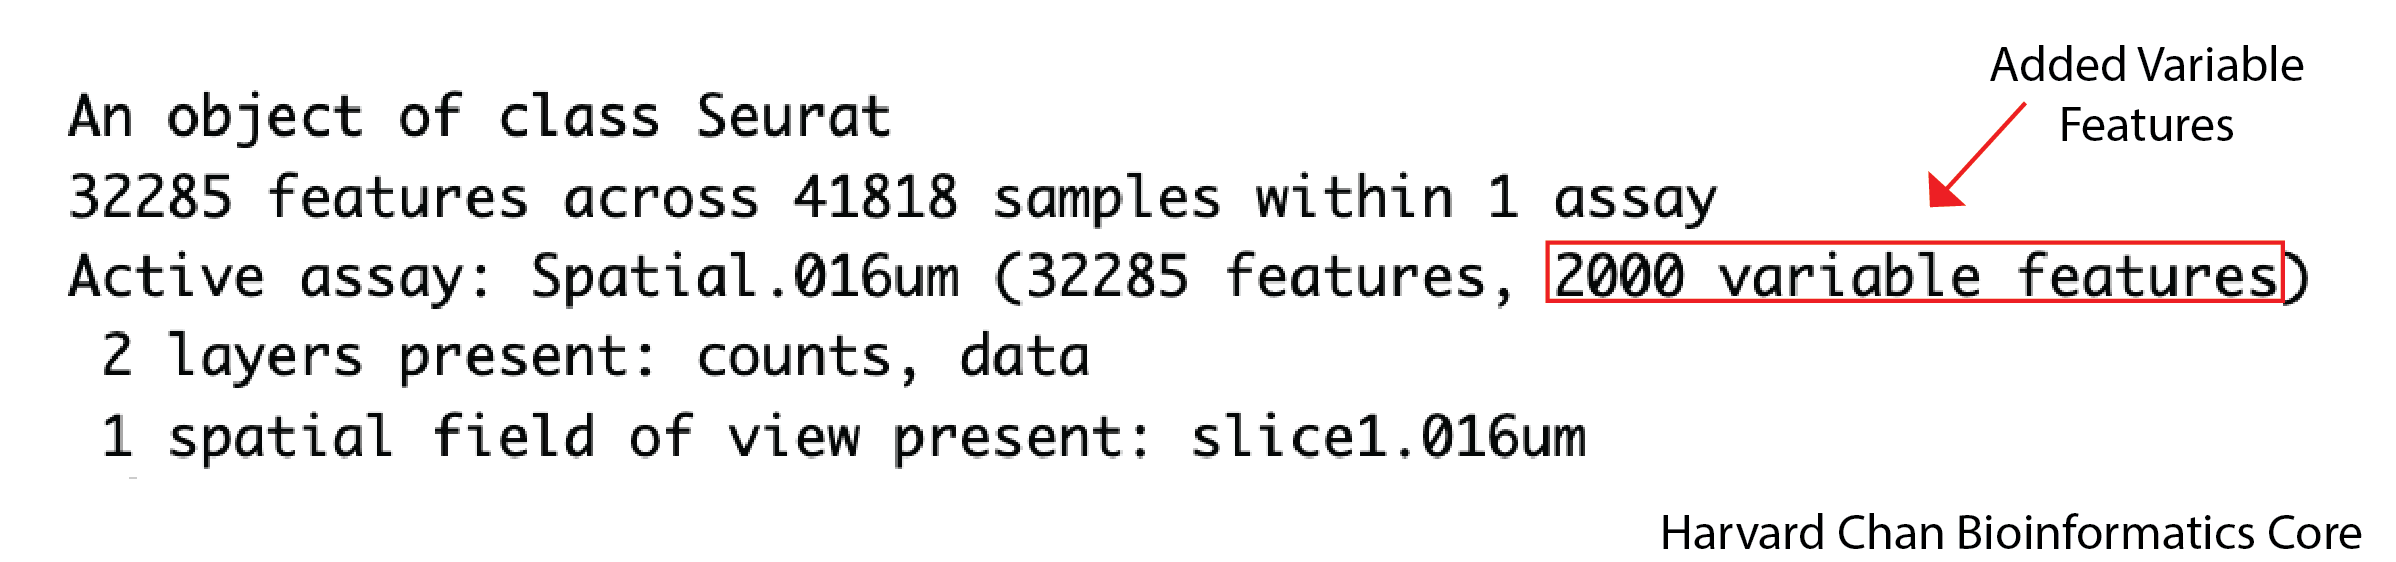 Added Variable
Features
An object of class Seurat
32285 features across 41818 samples within 1 assay
Active assay: Spatial.016um (32285 features, 2000 variable features)
2 layers present: counts, data
1 spatial field of view present: slice1.016um
Harvard Chan Bioinformatics Core